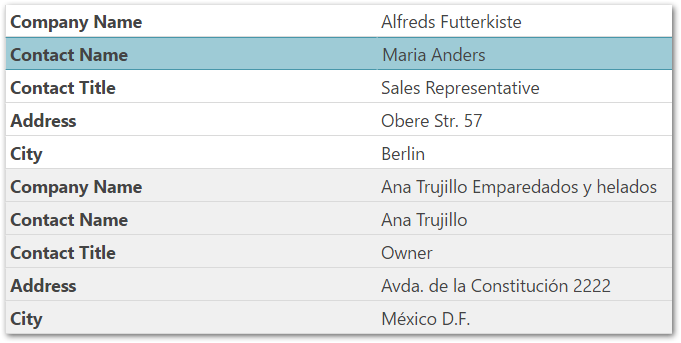 Company Name Alfreds Futterkiste
Contact Name Maria Anders
Contact Title Sales Representative
Address Obere Str. 57
City Berlin
Company Name Ana Trujillo Emparedados y helados
Contact Name Ana Trujillo
Contact Title Owner
Address Avda. de la Constitución 2222
City México D.F.